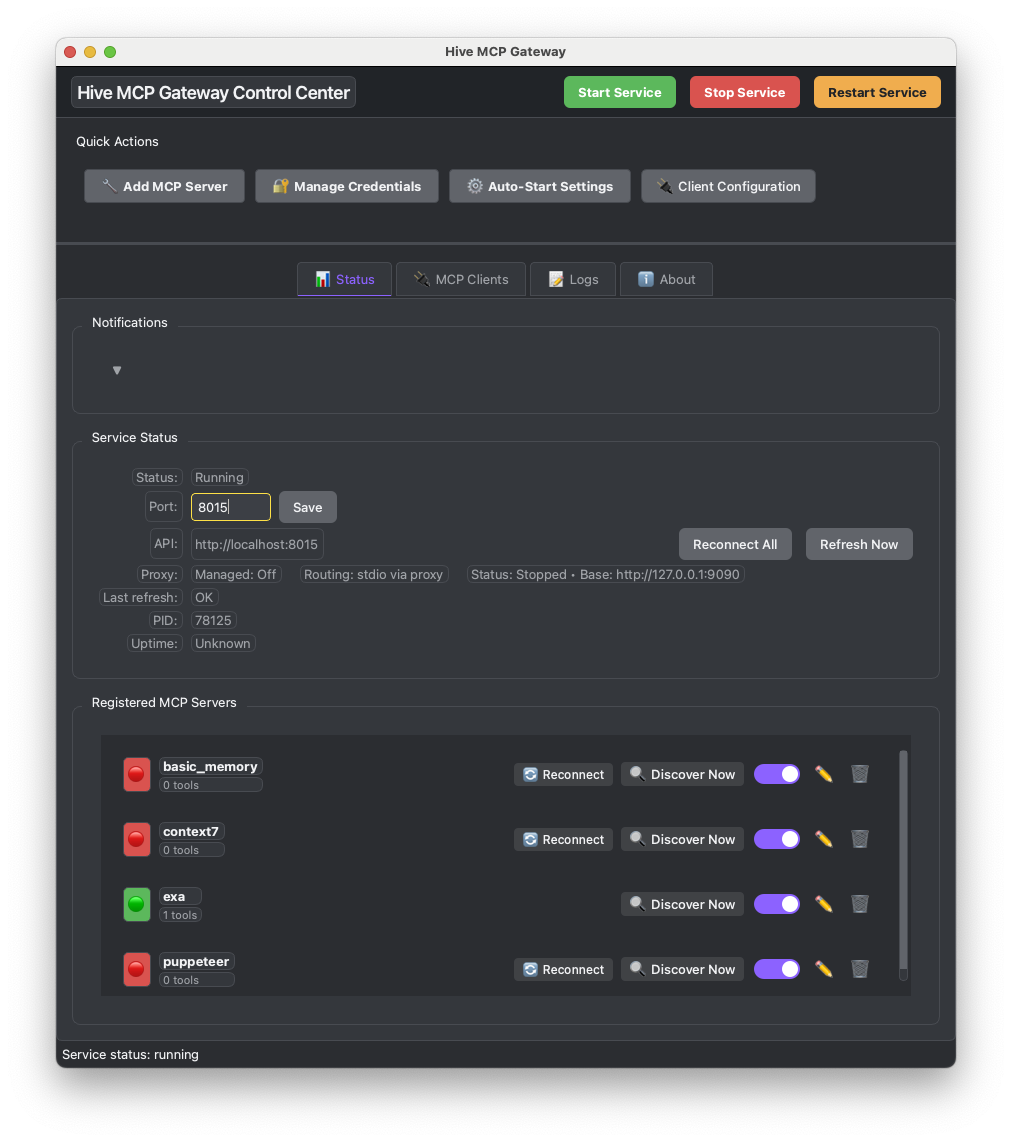 Hive MCP Gateway
Hive MCP Gateway Control Center
Start Service
Stop Service
Restart Service
Quick Actions
Add MCP Server
Manage Credentials
Auto-Start Settings
Client Configuration
Status
MCP Clients
Logs
About
Notifications
Service Status
Status: Running
Port: 8015 Save
API: http://localhost:8015 Reconnect All Refresh Now
Proxy: Managed: Off Routing: stdio via proxy Status: Stopped • Base: http://127.0.0.1:9090
Last refresh: OK
PID: 78125
Uptime: Unknown
Registered MCP Servers
basic_memory
0 tools
Reconnect Discover Now
context7
0 tools
Reconnect Discover Now
exa
1 tools
Discover Now
puppeteer
0 tools
Reconnect Discover Now
Service status: running